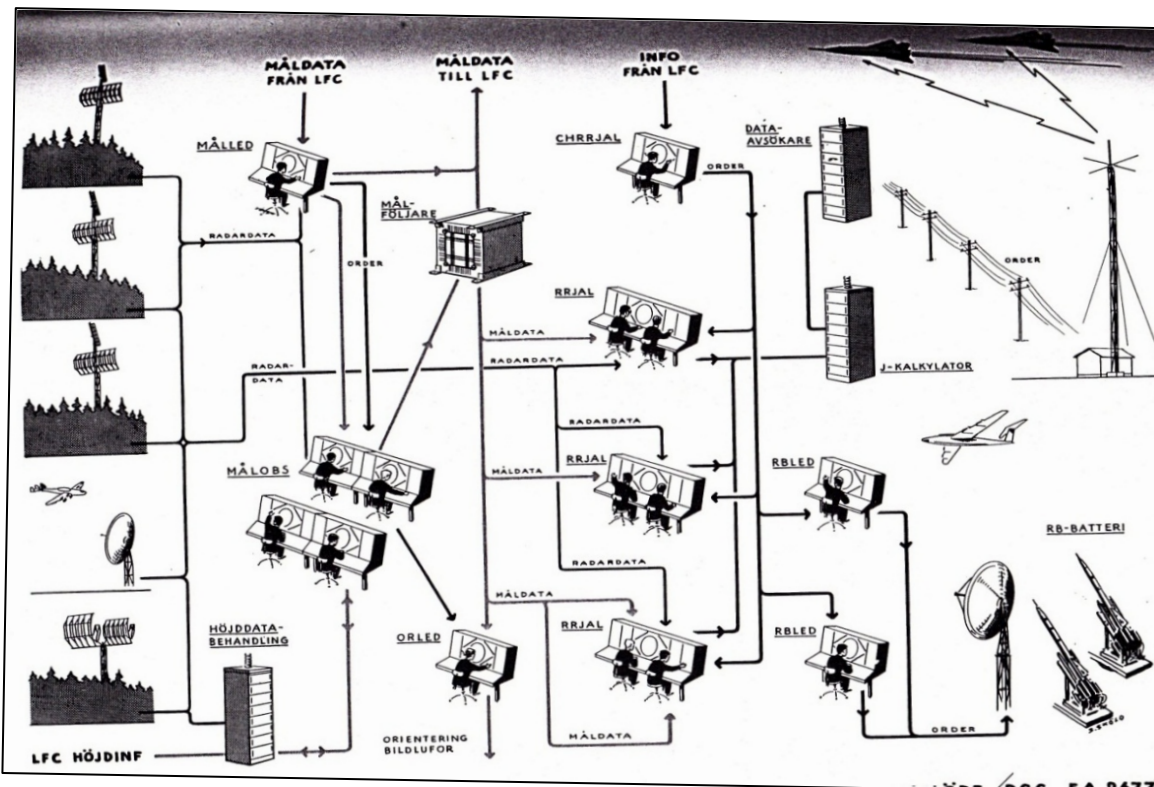 MÅLDATA
FRÅN LFC
MÅLDATA
TILL LFC
INFO
FRÅN LFC
MÅLLED
CHRRJAL
DATA-
AVSÖKARE
ORDER
MÅL-
FÖLJARE
RADARDATA
ORDER
ORDER
RRJAL
MÅLDATA
RADARDATA
RADAR-
DATA
J-KALKYLATOR
RADARDATA
MÅLOBS
MÅLDATA
RRJAL
RBLED
RB-BATTERI
RADARDATA
MÅLDATA
HÖJDDATA-
BEHANDLING
ORLED
RRJAL
RBLED
ORDER
MÅLDATA
ORIENTERING
BILDLUFOR
LFC HÖJDINF